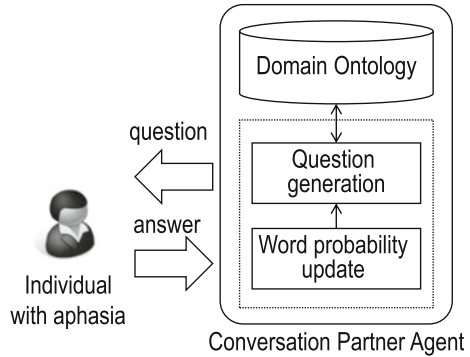 Domain Ontology
question
Question
generation
answer
Word probability
update
Individual
with aphasia
Conversation Partner Agent